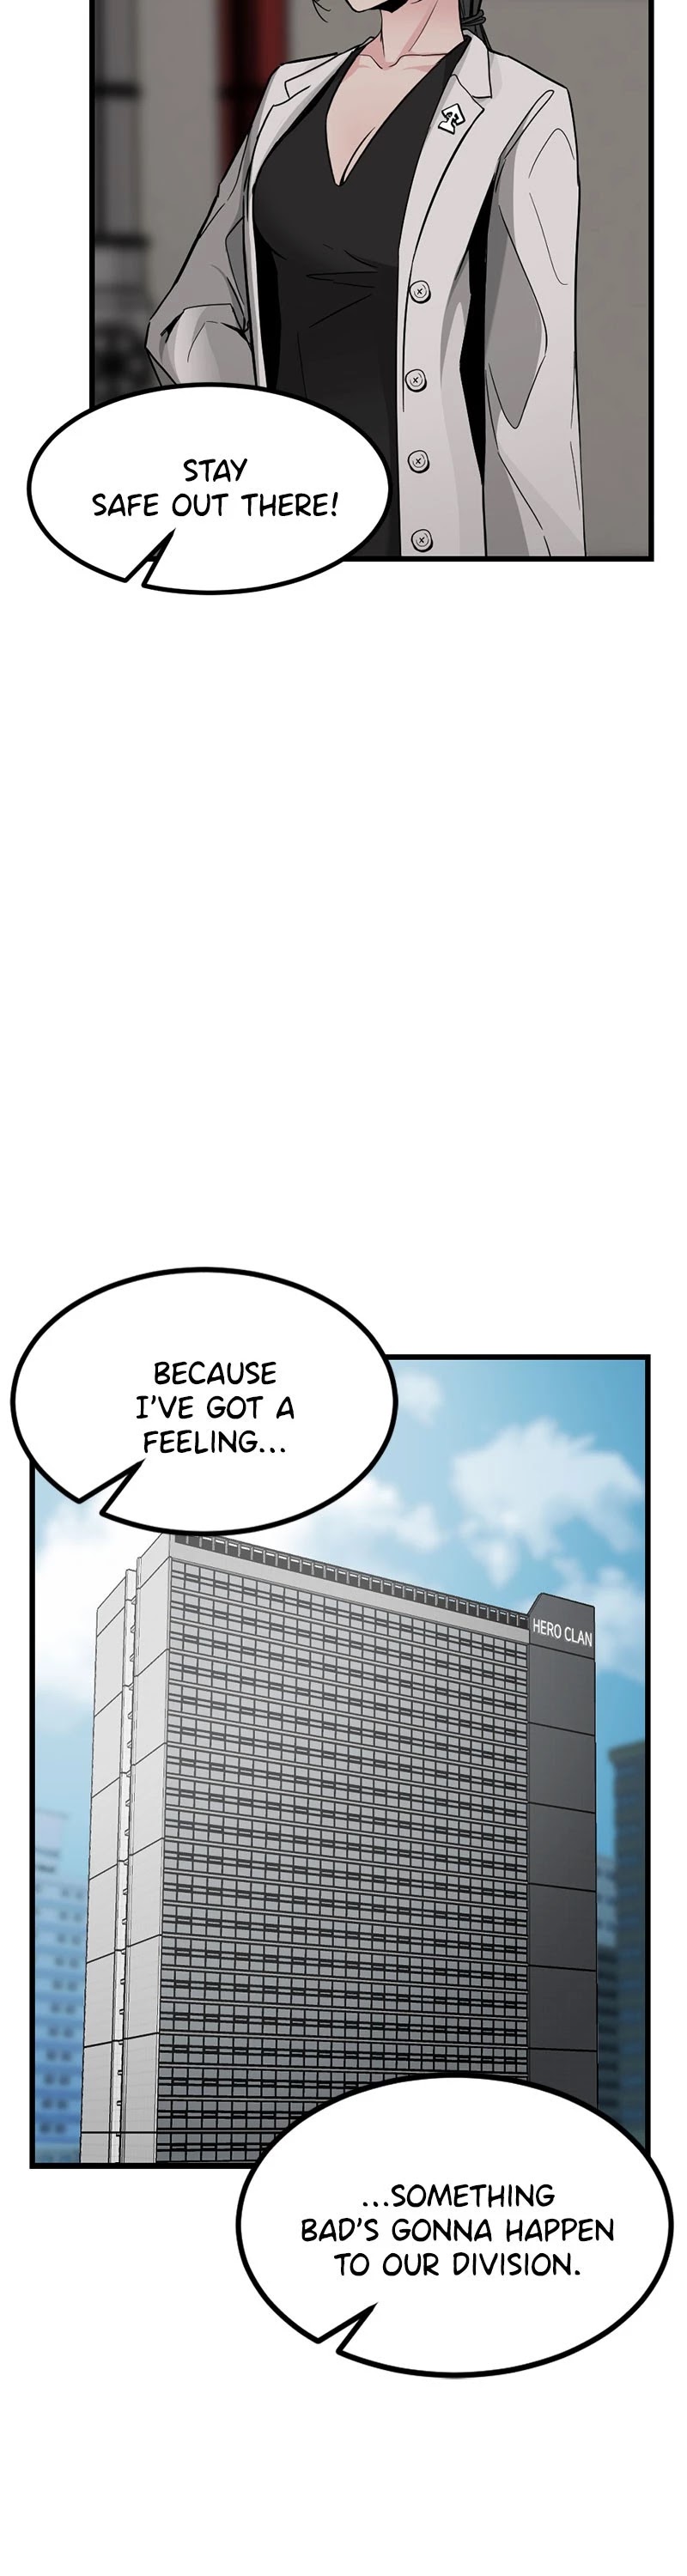 STAY
SAFE OUT THERE!
BECAUSE
I'VE GOT A
FEELING...
HERO CLAN
...SOMETHING
BAD'S GONNA HAPPEN
TO OUR DIVISION.